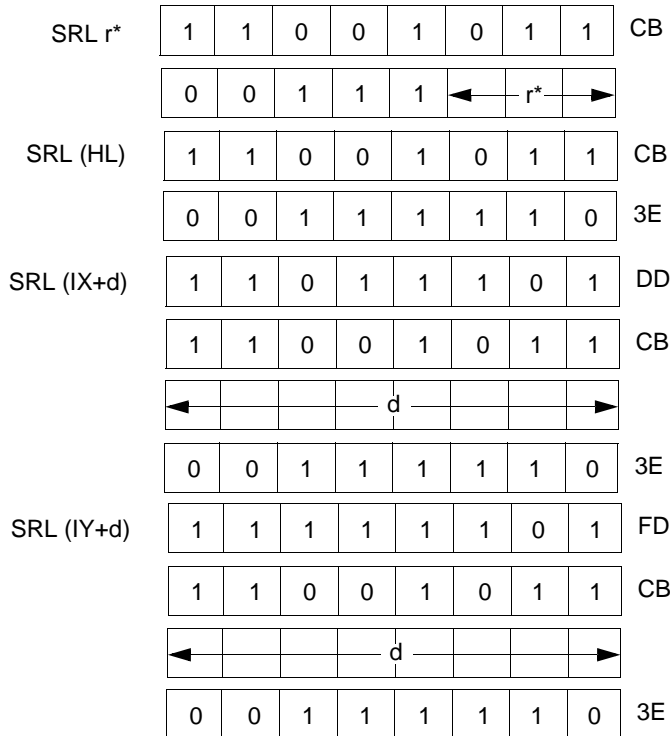 SRL r* 1 1 0 0 1 0 1 1 CB
0 0 1 1 1 r*
SRL (HL) 1 1 0 0 1 0 1 1 CB
0 0 1 1 1 1 1 0 3E
SRL (IX+d) 1 1 0 1 1 1 0 1 DD
1 1 0 0 1 0 1 1 CB
d
0 0 1 1 1 1 1 0 3E
SRL (IY+d) 1 1 1 1 1 1 0 1 FD
1 1 0 0 1 0 1 1 CB
d
0 0 1 1 1 1 1 0 3E